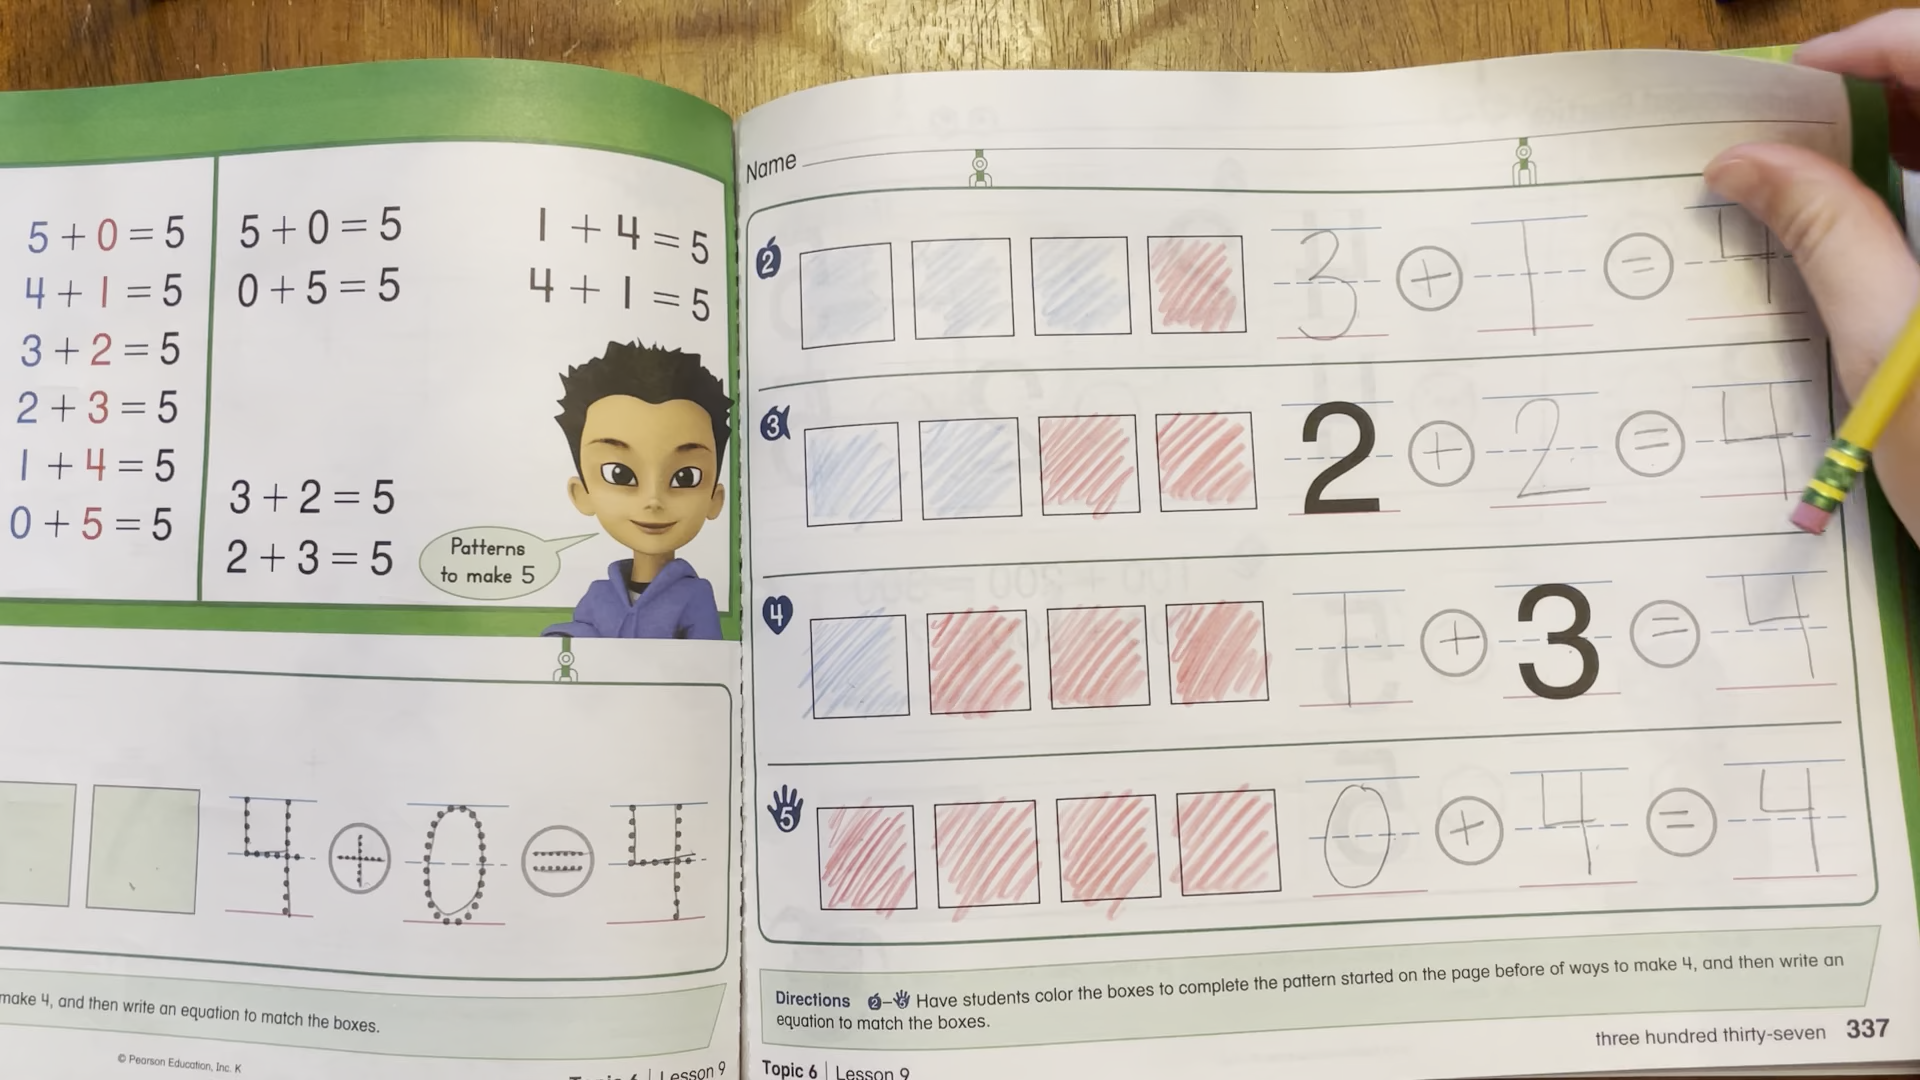 5 + 0 = 5
4 + 1 = 5
3 + 2 = 5
2 + 3 = 5
1 + 4 = 5
0 + 5 = 5
5 + 0 = 5
0 + 5 = 5
1 + 4 = 5
4 + 1 = 5
3 + 2 = 5
2 + 3 = 5
Patterns
to make 5
4 + 0 = 4
make 4, and then write an equation to match the boxes.
© Pearson Education, Inc. K
Lesson 9
Name
2 3 + 1 = 4
3 2 + 2 = 4
4 1 + 3 = 4
5 0 + 4 = 4
Directions 2–5 Have students color the boxes to complete the pattern started on the page before of ways to make 4, and then write an
equation to match the boxes.
three hundred thirty-seven 337
Topic 6 | Lesson 9